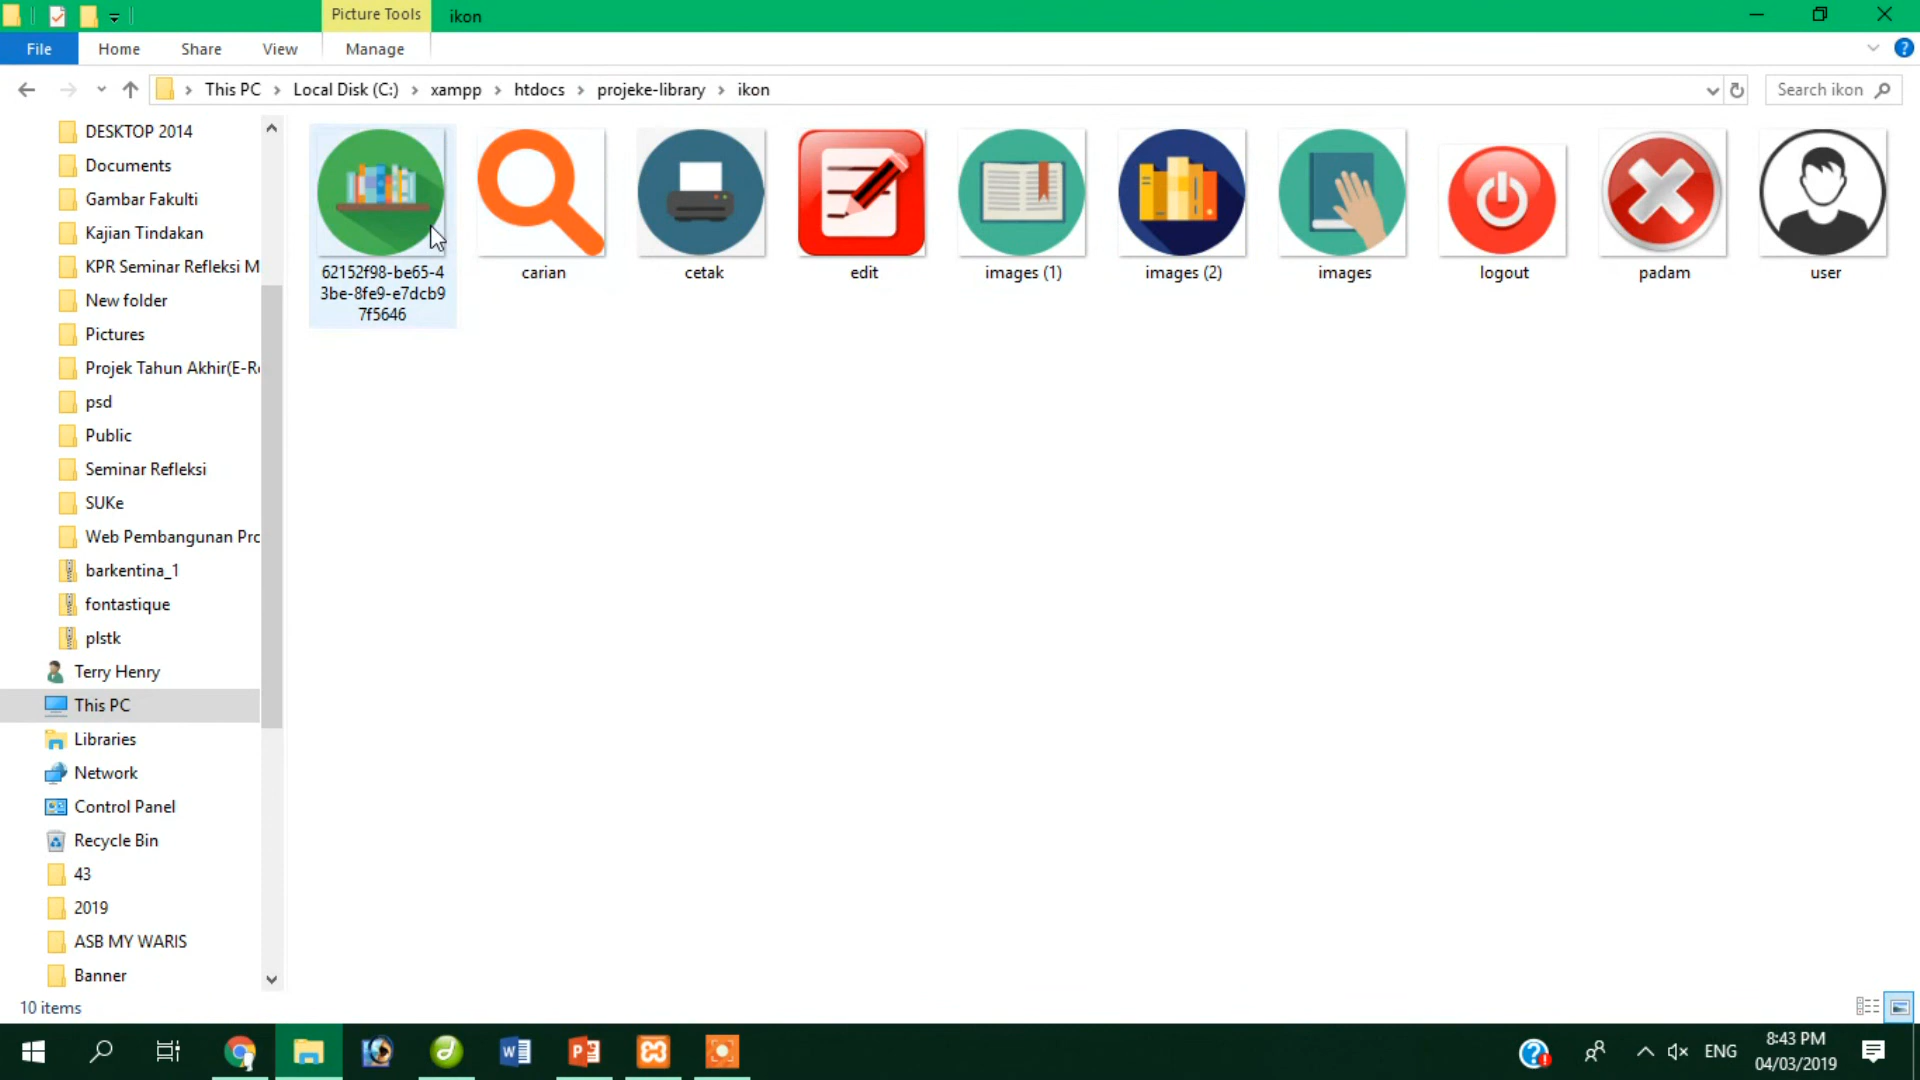 Picture Tools
ikon
File
Home
Share
View
Manage
This PC
Local Disk (C:)
xampp
htdocs
projeke-library
ikon
Search ikon
DESKTOP 2014
Documents
Gambar Fakulti
Kajian Tindakan
KPR Seminar Refleksi M
New folder
Pictures
Projek Tahun Akhir(E-R
psd
Public
Seminar Refleksi
SUKe
Web Pembangunan Pro
barkentina_1
fontastique
plstk
Terry Henry
This PC
Libraries
Network
Control Panel
Recycle Bin
43
2019
ASB MY WARIS
Banner
62152f98-be65-4
3be-8fe9-e7dcb9
7f5646
carian
cetak
edit
images (1)
images (2)
images
logout
padam
user
10 items
ENG
8:43 PM
04/03/2019